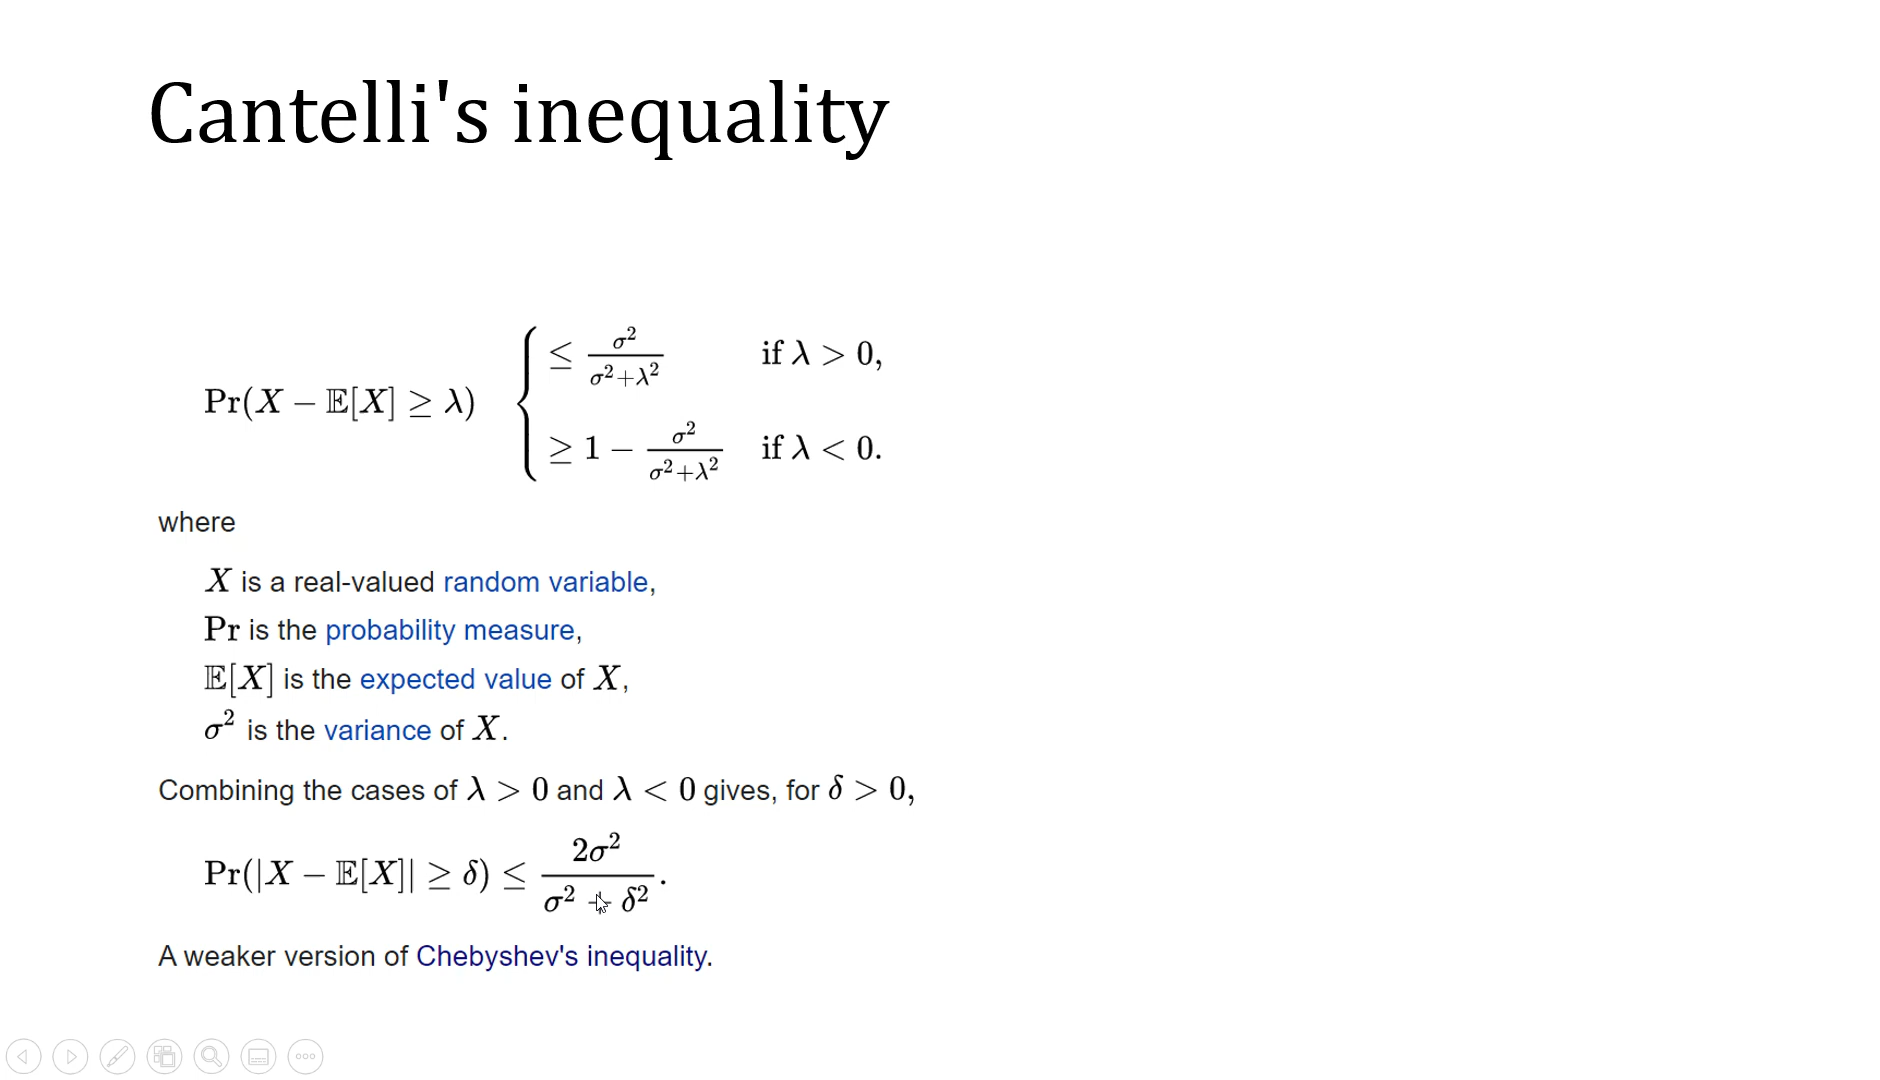 Cantelli's inequality
Pr(X − 𝔼[X] ≥ λ) { ≤ σ²/(σ²+λ²) if λ > 0,
≥ 1 − σ²/(σ²+λ²) if λ < 0.
where
X is a real-valued random variable,
Pr is the probability measure,
𝔼[X] is the expected value of X,
σ² is the variance of X.
Combining the cases of λ > 0 and λ < 0 gives, for δ > 0,
Pr(|X − 𝔼[X]| ≥ δ) ≤ 2σ²/(σ² + δ²).
A weaker version of Chebyshev's inequality.